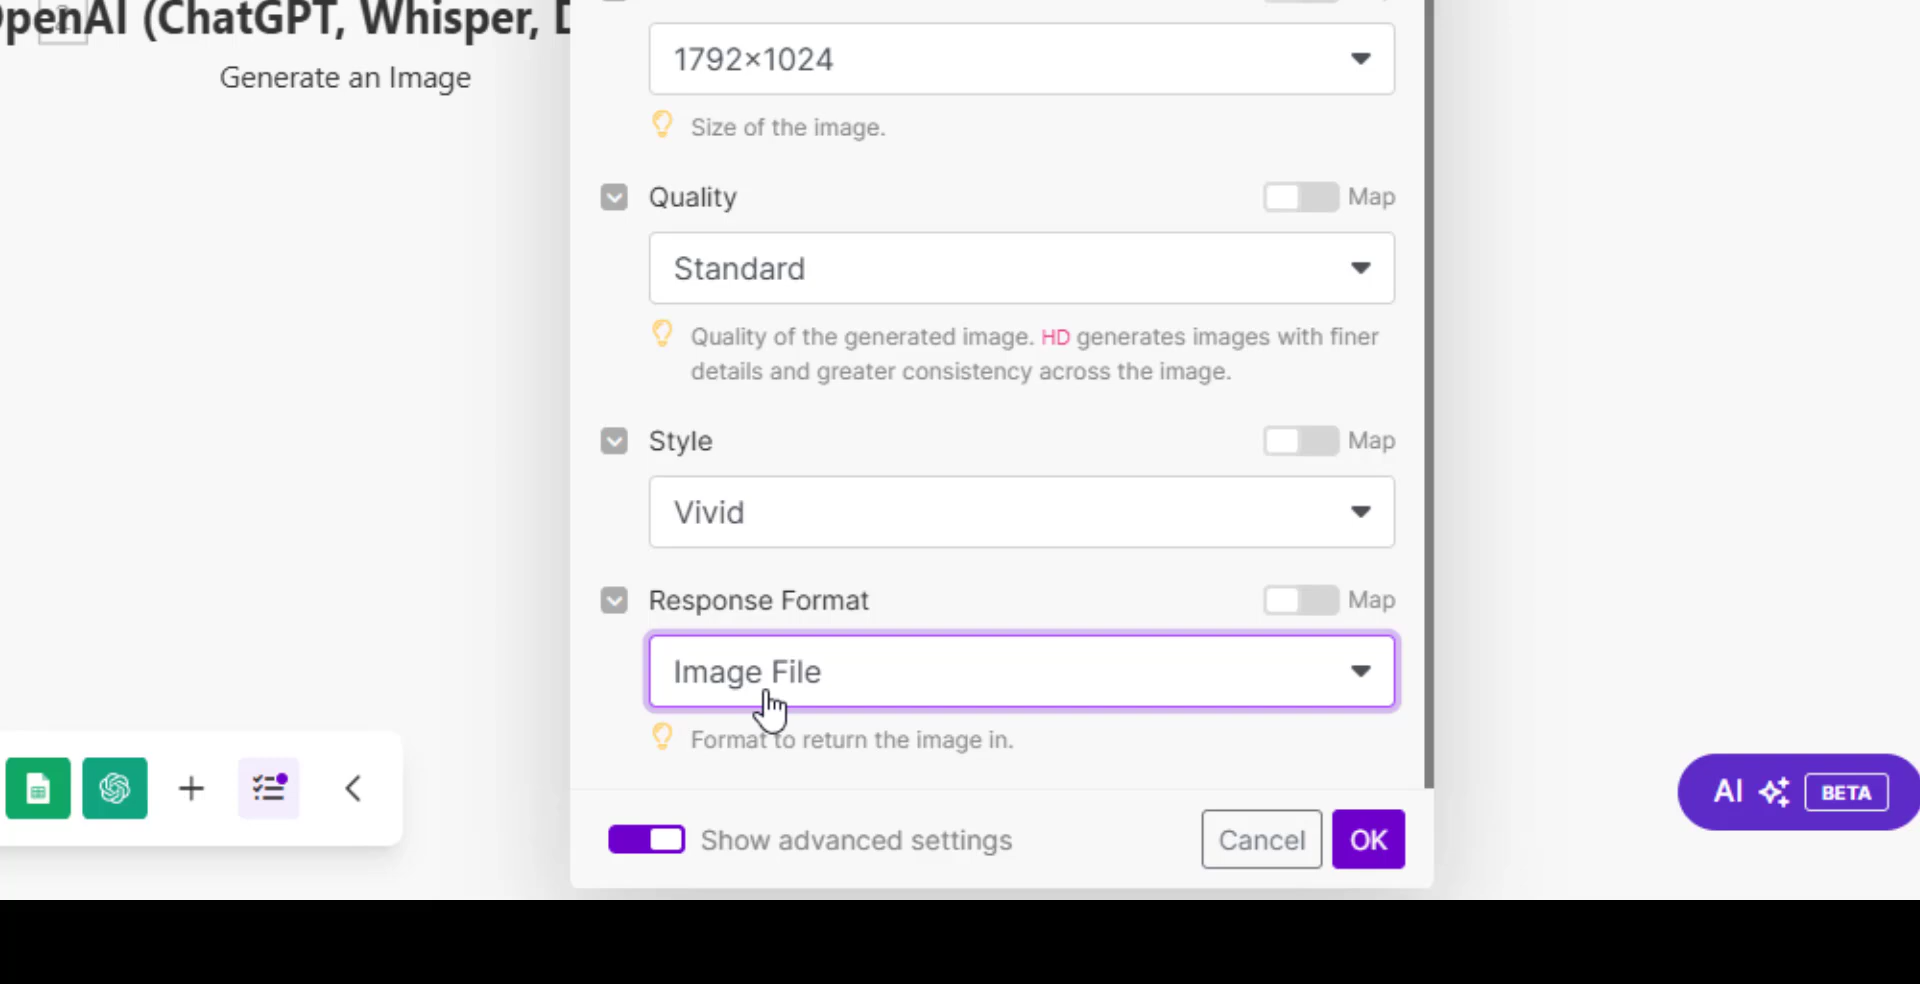 OpenAI (ChatGPT, Whisper,
Generate an Image
1792×1024
Size of the image.
Quality
Map
Standard
Quality of the generated image. HD generates images with finer
details and greater consistency across the image.
Style
Map
Vivid
Response Format
Map
Image File
Format to return the image in.
Show advanced settings
Cancel
OK
AI
BETA